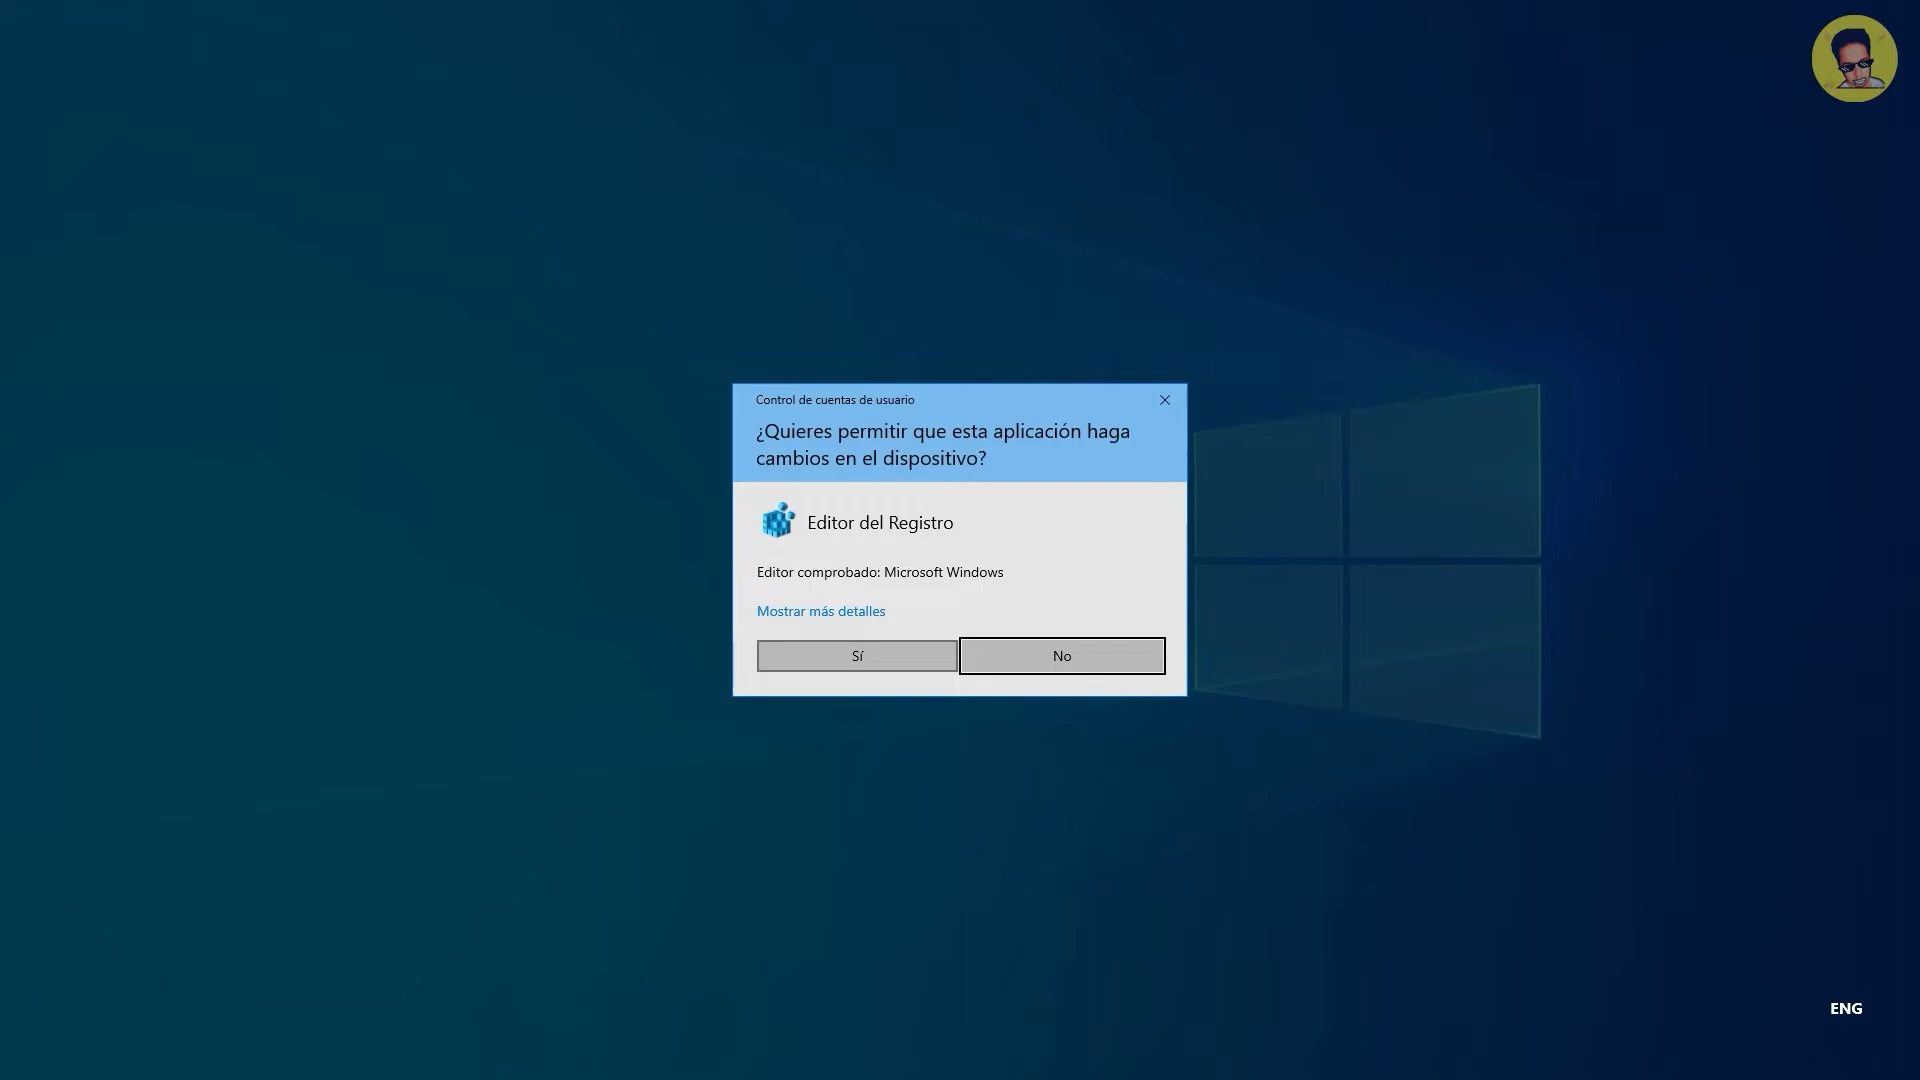 Control de cuentas de usuario
¿Quieres permitir que esta aplicación haga
cambios en el dispositivo?
Editor del Registro
Editor comprobado: Microsoft Windows
Mostrar más detalles
Sí
No
ENG